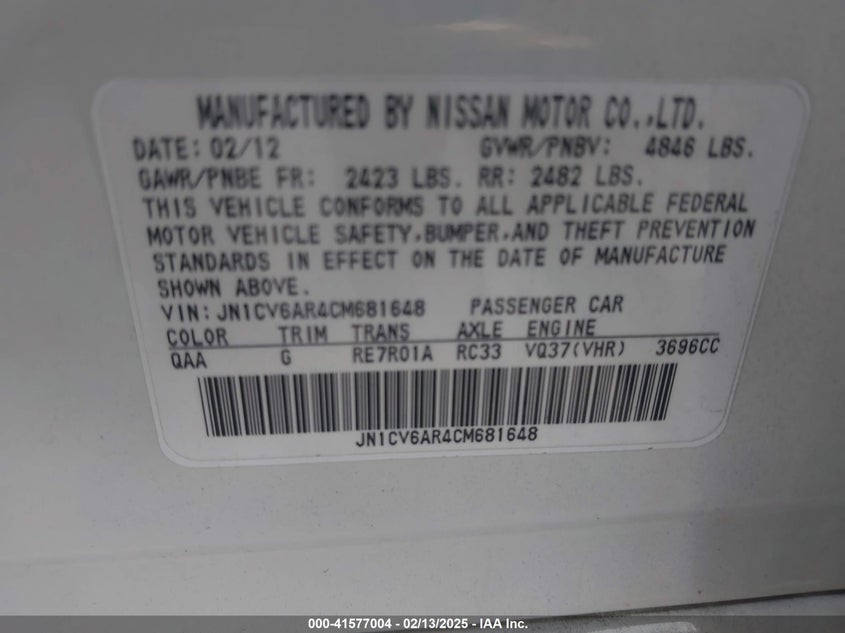 MANUFACTURED BY NISSAN MOTOR CO.,LTD.
DATE: 02/12 GVWR/PNBV: 4846 LBS.
GAWR/PNBE FR: 2423 LBS. RR: 2482 LBS.
THIS VEHICLE CONFORMS TO ALL APPLICABLE FEDERAL
MOTOR VEHICLE SAFETY,BUMPER,AND THEFT PREVENTION
STANDARDS IN EFFECT ON THE DATE OF MANUFACTURE
SHOWN ABOVE.
VIN: JN1CV6AR4CM681648 PASSENGER CAR
COLOR TRIM TRANS AXLE ENGINE
QAA G RE7R01A RC33 VQ37(VHR) 3696CC
JN1CV6AR4CM681648
000-41577004 — 02/13/2025 - IAA Inc.